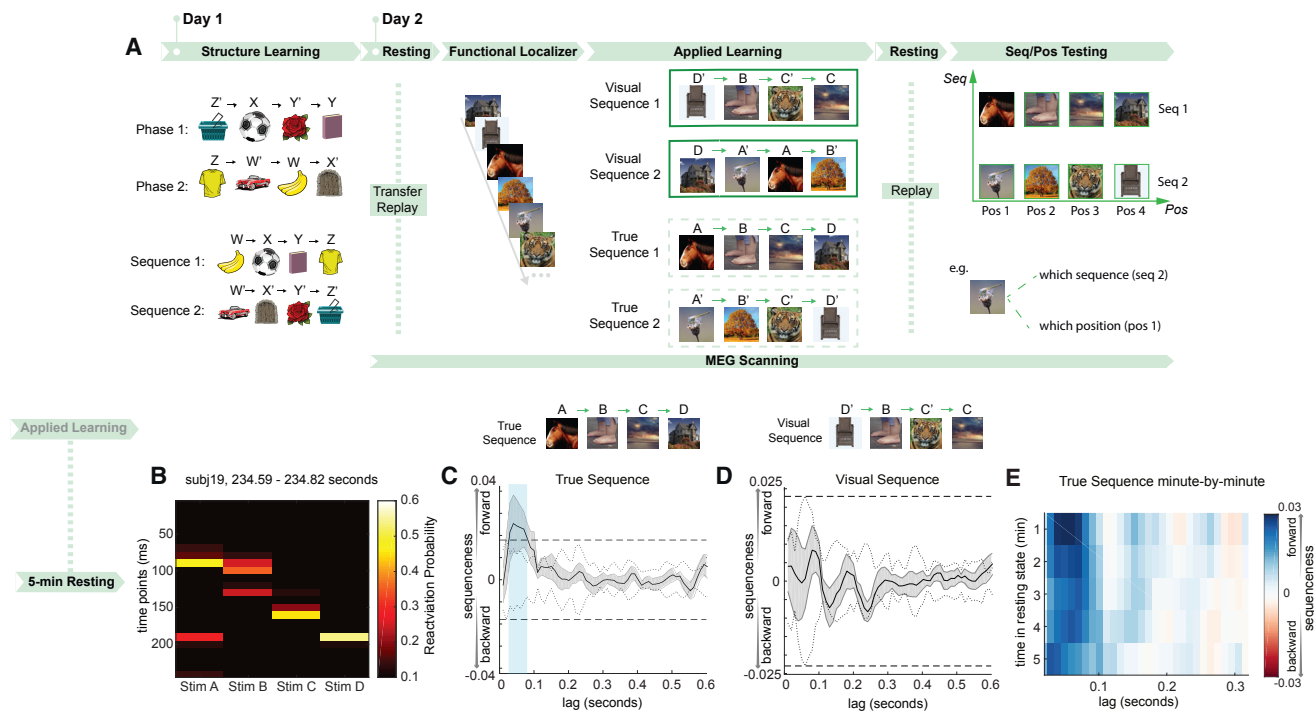 Day 1
Day 2
A
Structure Learning
Resting
Functional Localizer
Applied Learning
Resting
Seq/Pos Testing
Phase 1:
Z' → X → Y' → Y
Phase 2:
Z → W' → W → X'
Sequence 1:
W → X → Y → Z
Sequence 2:
W' → X' → Y' → Z'
Transfer
Replay
Visual
Sequence 1
D' → B → C' → C
Visual
Sequence 2
D → A' → A → B'
True
Sequence 1
A → B → C → D
True
Sequence 2
A' → B' → C' → D'
Replay
Seq
Seq 1
Seq 2
Pos 1 Pos 2 Pos 3 Pos 4
Pos
e.g.
which sequence (seq 2)
which position (pos 1)
MEG Scanning
Applied Learning
5-min Resting
True
Sequence
A → B → C → D
Visual
Sequence
D' → B → C' → C
B
subj19, 234.59 - 234.82 seconds
time points (ms)
50
100
150
200
Stim A Stim B Stim C Stim D
0.6
0.5
0.4
0.3
0.2
0.1
Reactivation Probability
C
True Sequence
0.04
0
-0.04
forward
sequenceness
backward
0 0.1 0.2 0.3 0.4 0.5 0.6
lag (seconds)
D
Visual Sequence
0.025
0
-0.025
forward
sequenceness
backward
0 0.1 0.2 0.3 0.4 0.5 0.6
lag (seconds)
E
True Sequence minute-by-minute
time in resting state (min)
1
2
3
4
5
0.1 0.2 0.3
lag (seconds)
0.03
0
-0.03
forward
backward
sequenceness